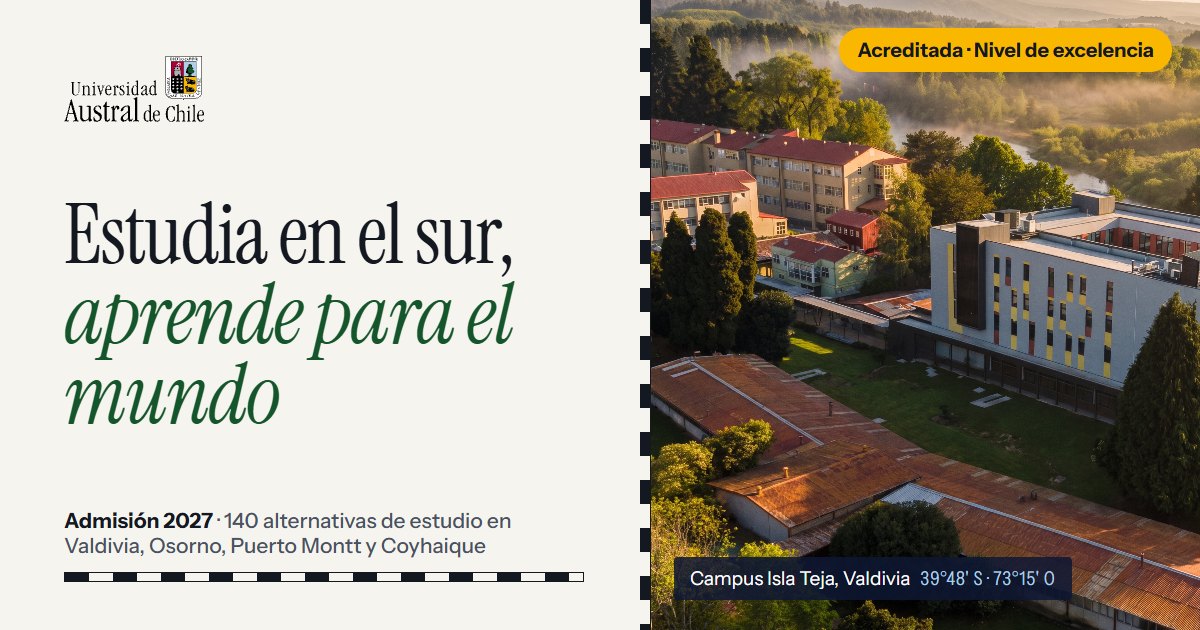 Universidad
Austral de Chile
Estudia en el sur,
aprende para el
mundo
Admisión 2027 · 140 alternativas de estudio en
Valdivia, Osorno, Puerto Montt y Coyhaique
Acreditada · Nivel de excelencia
Campus Isla Teja, Valdivia 39°48' S · 73°15' O